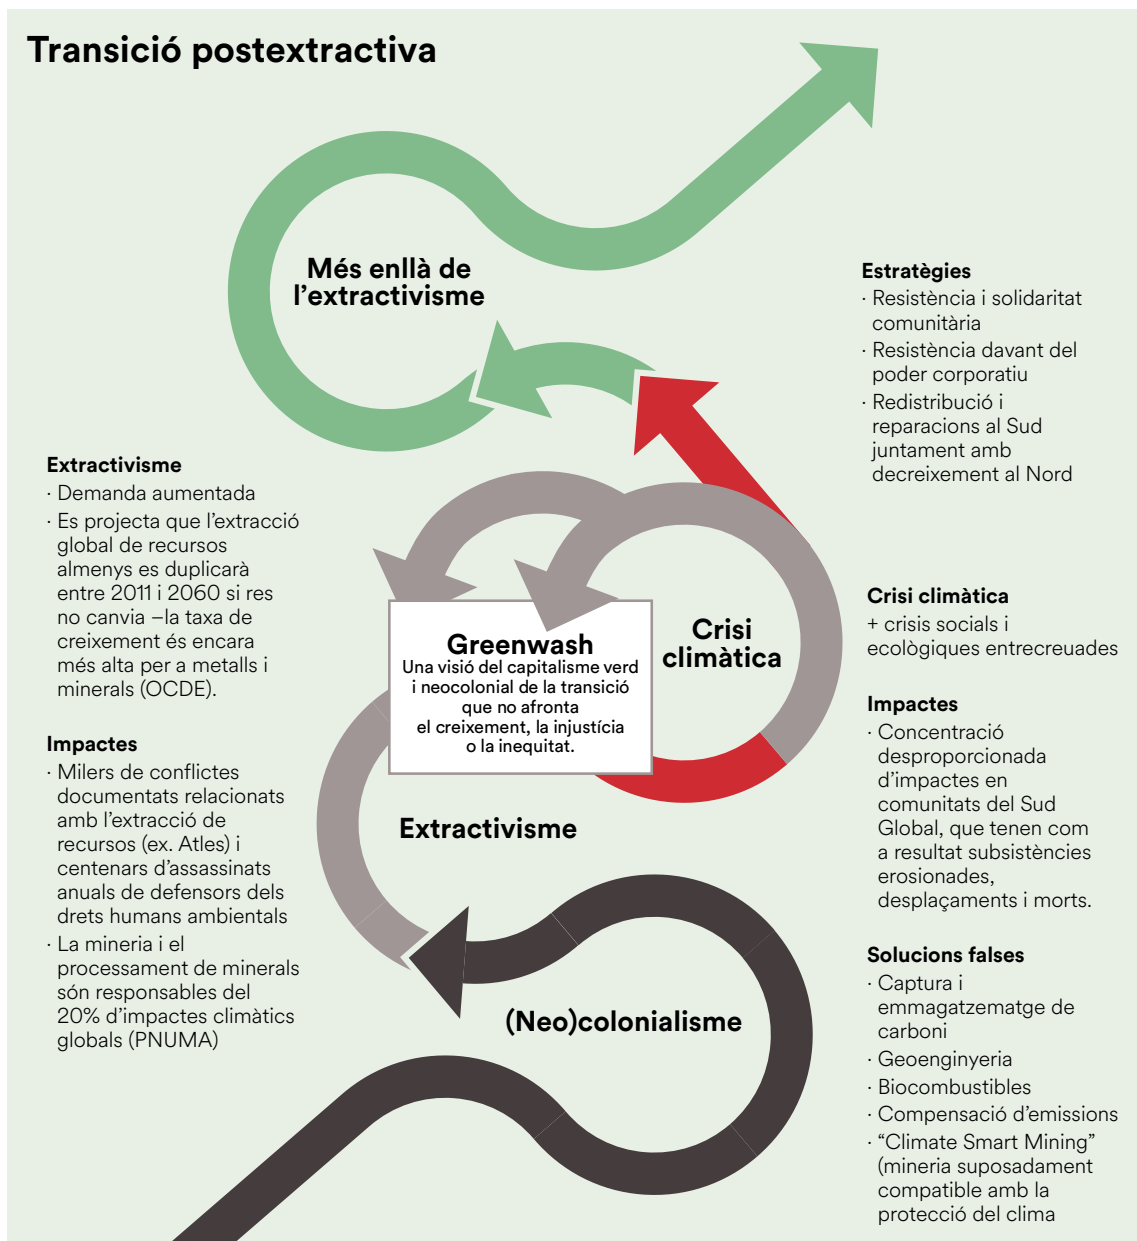 Transició postextractiva
Més enllà de
l’extractivisme
Estratègies
· Resistència i solidaritat
comunitària
· Resistència davant del
poder corporatiu
· Redistribució i
reparacions al Sud
juntament amb
decreixement al Nord
Extractivisme
· Demanda aumentada
· Es projecta que l’extracció
global de recursos
almenys es duplicarà
entre 2011 i 2060 si res
no canvia –la taxa de
creixement és encara
més alta per a metalls i
minerals (OCDE).
Impactes
· Milers de conflictes
documentats relacionats
amb l’extracció de
recursos (ex. Atles) i
centenars d’assassinats
anuals de defensors dels
drets humans ambientals
· La mineria i el
processament de minerals
són responsables del
20% d’impactes climàtics
globals (PNUMA)
Greenwash
Una visió del capitalisme verd
i neocolonial de la transició
que no afronta
el creixement, la injustícia
o la inequitat.
Crisi
climàtica
Extractivisme
(Neo)colonialisme
Crisi climàtica
+ crisis socials i
ecològiques entrecreuades
Impactes
· Concentració
desproporcionada
d’impactes en
comunitats del Sud
Global, que tenen com
a resultat subsistències
erosionades,
desplaçaments i morts.
Solucions falses
· Captura i
emmagatzematge de
carboni
· Geoenginyeria
· Biocombustibles
· Compensació d’emissions
· “Climate Smart Mining”
(mineria suposadament
compatible amb la
protecció del clima